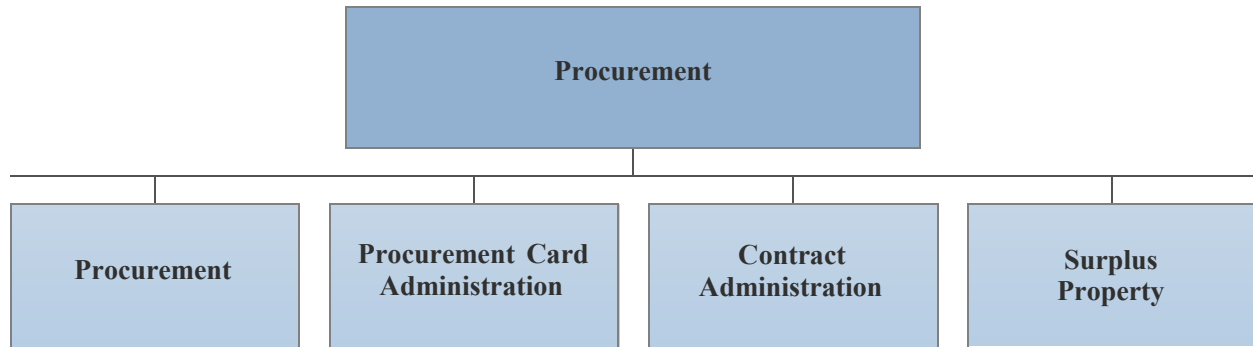 Procurement
Procurement
Procurement Card
Administration
Contract
Administration
Surplus
Property